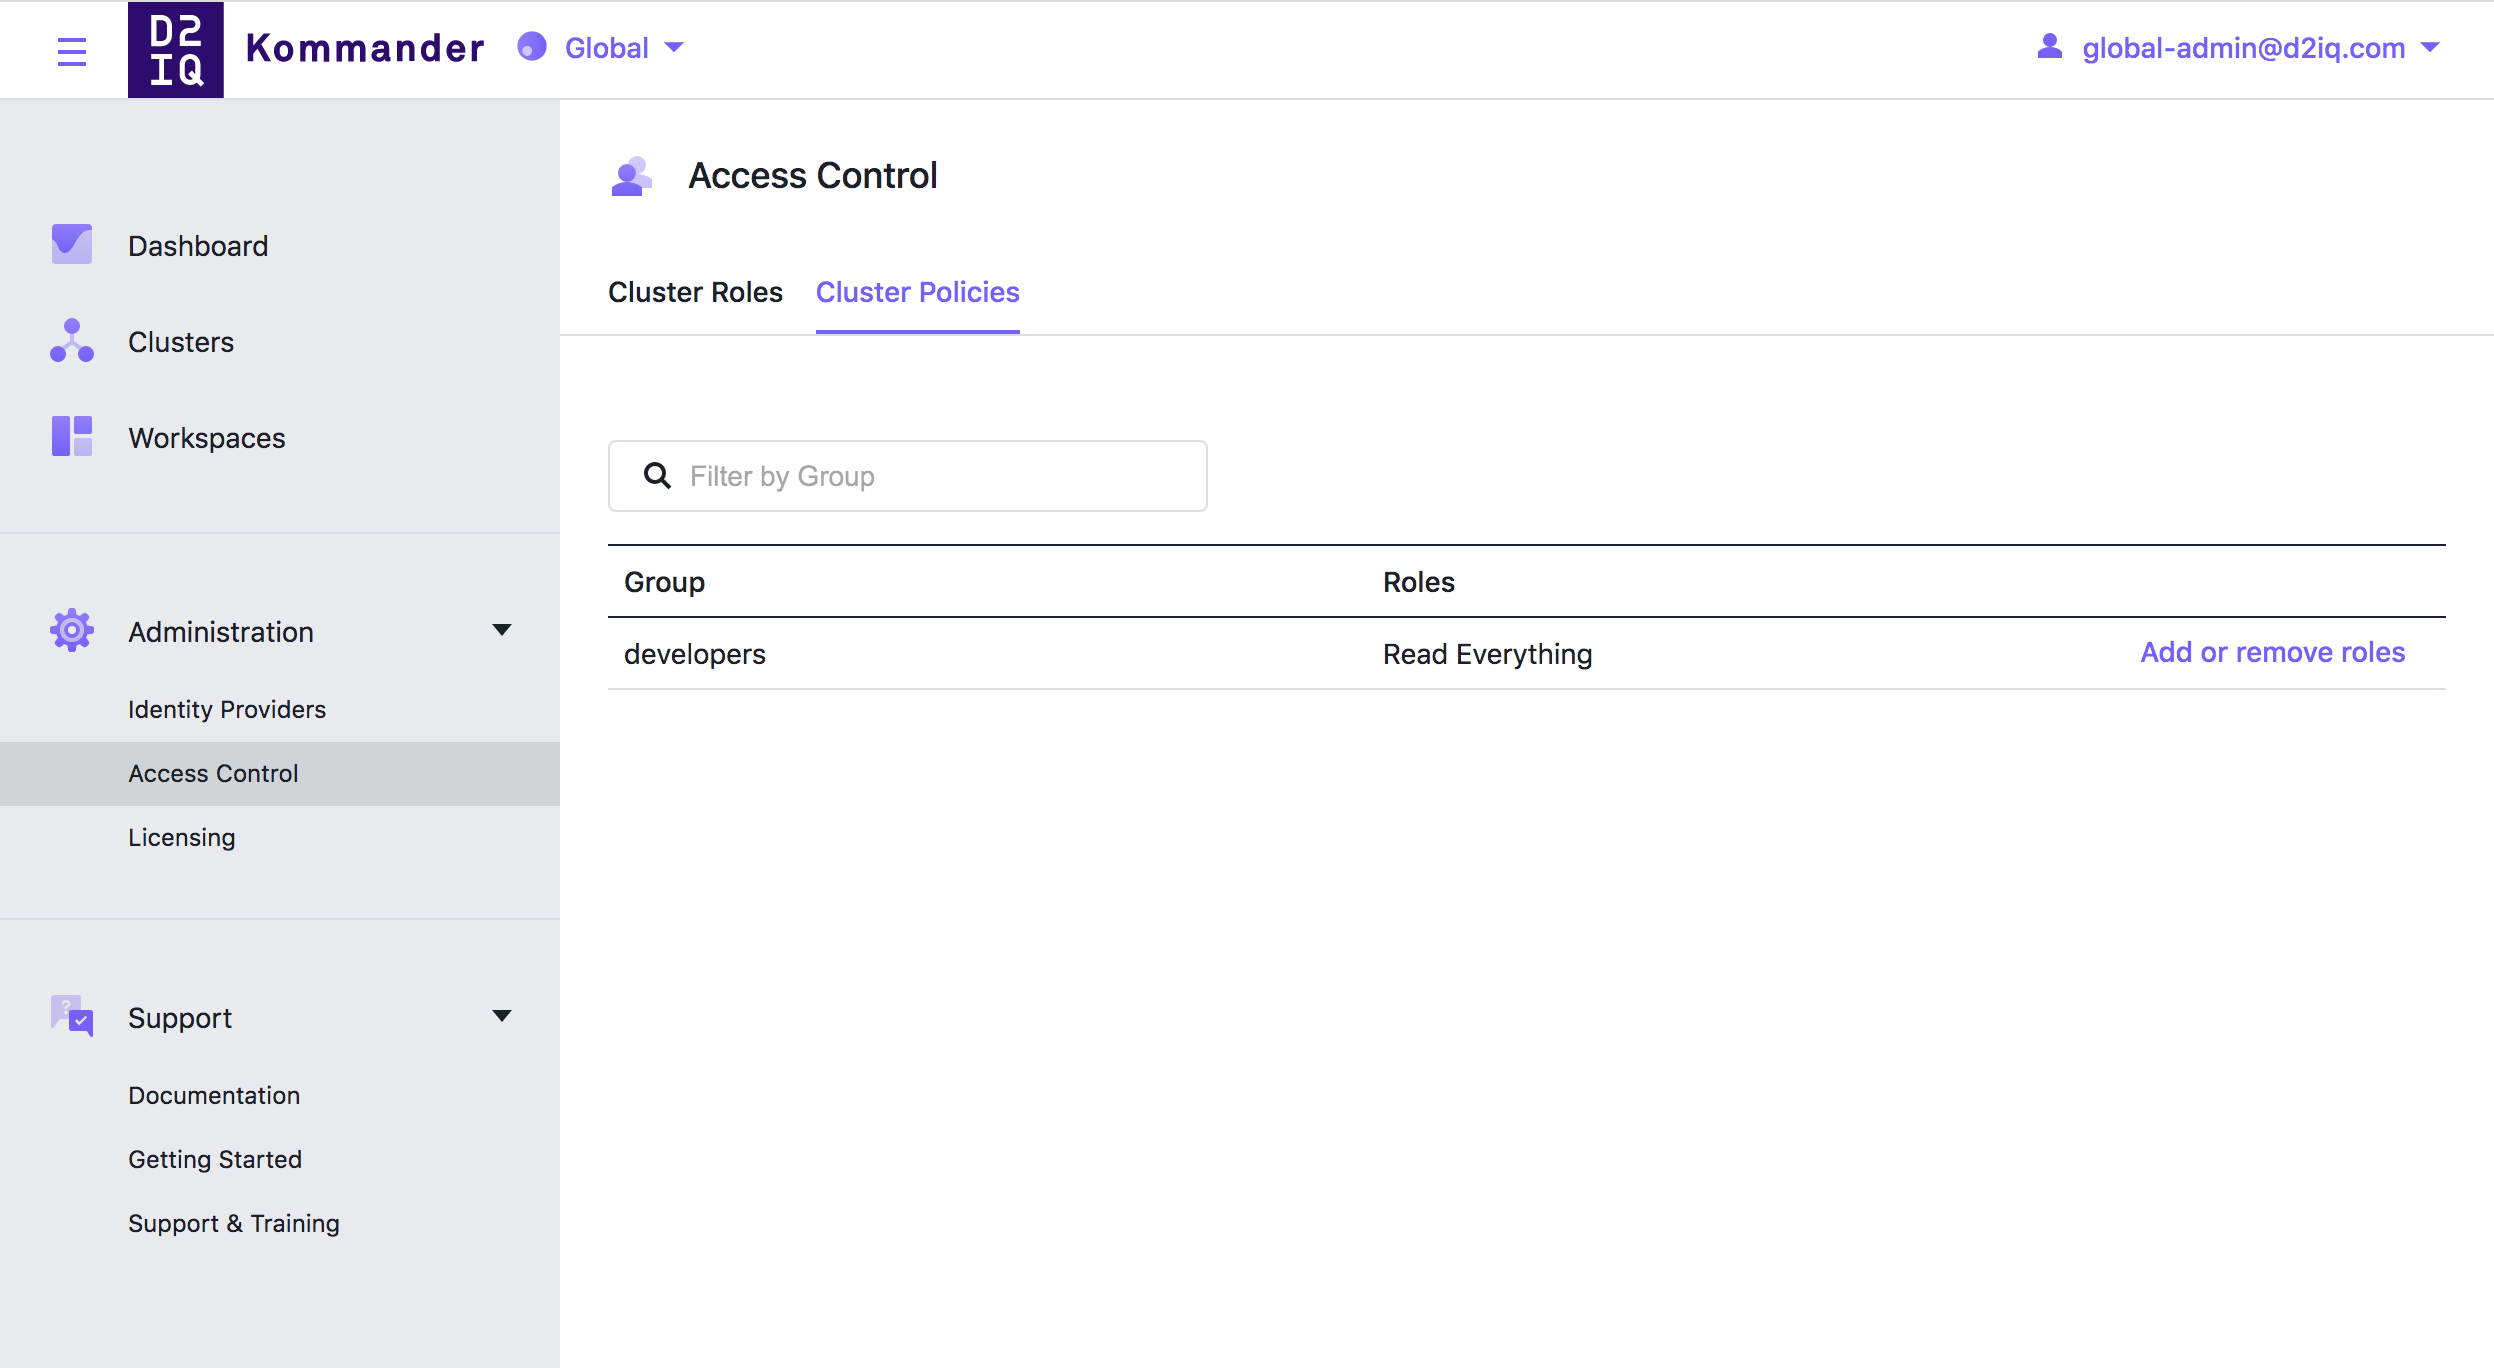 D2
IQ
Kommander
Global
global-admin@d2iq.com
Dashboard
Clusters
Workspaces
Administration
Identity Providers
Access Control
Licensing
?
Support
Documentation
Getting Started
Support & Training
Access Control
Cluster Roles Cluster Policies
Filter by Group
Group Roles
developers Read Everything Add or remove roles